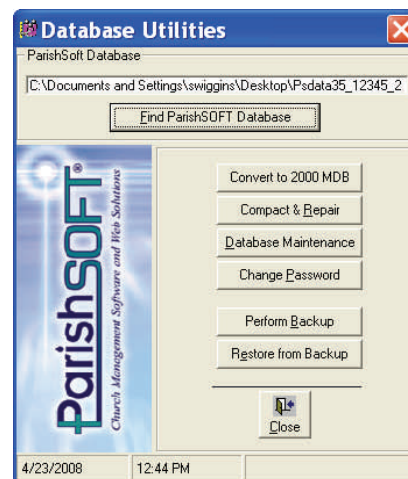 Database Utilities
ParishSoft Database
C:\Documents and Settings\swiggins\Desktop\Psdata35_12345_2
Find ParishSOFT Database
ParishSOFT®
Church Management Software and Web Solutions
Convert to 2000 MDB
Compact & Repair
Database Maintenance
Change Password
Perform Backup
Restore from Backup
Close
4/23/2008 12:44 PM